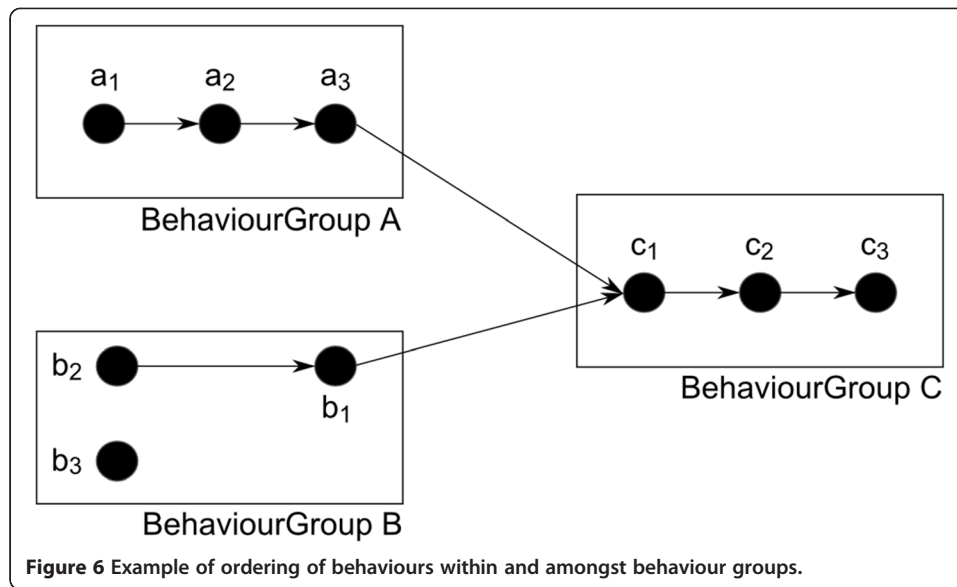 a₁ a₂ a₃
BehaviourGroup A
c₁ c₂ c₃
BehaviourGroup C
b₂
b₁
b₃
BehaviourGroup B
Figure 6 Example of ordering of behaviours within and amongst behaviour groups.